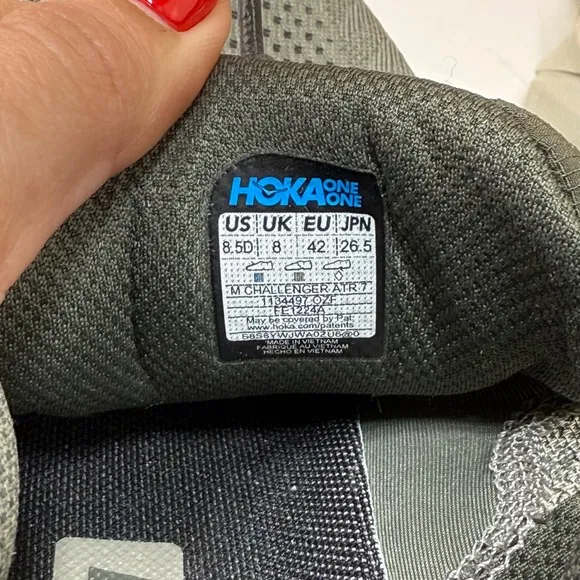 HOKA ONE ONE
US UK EU JPN
8.5D 8 42 26.5
M CHALLENGER ATR 7
1134497 OZF
FE1224A
May be covered by Pat.
www.hoka.com/patents
MADE IN VIETNAM
FABRIQUÉ AU VIETNAM
HECHO EN VIETNAM